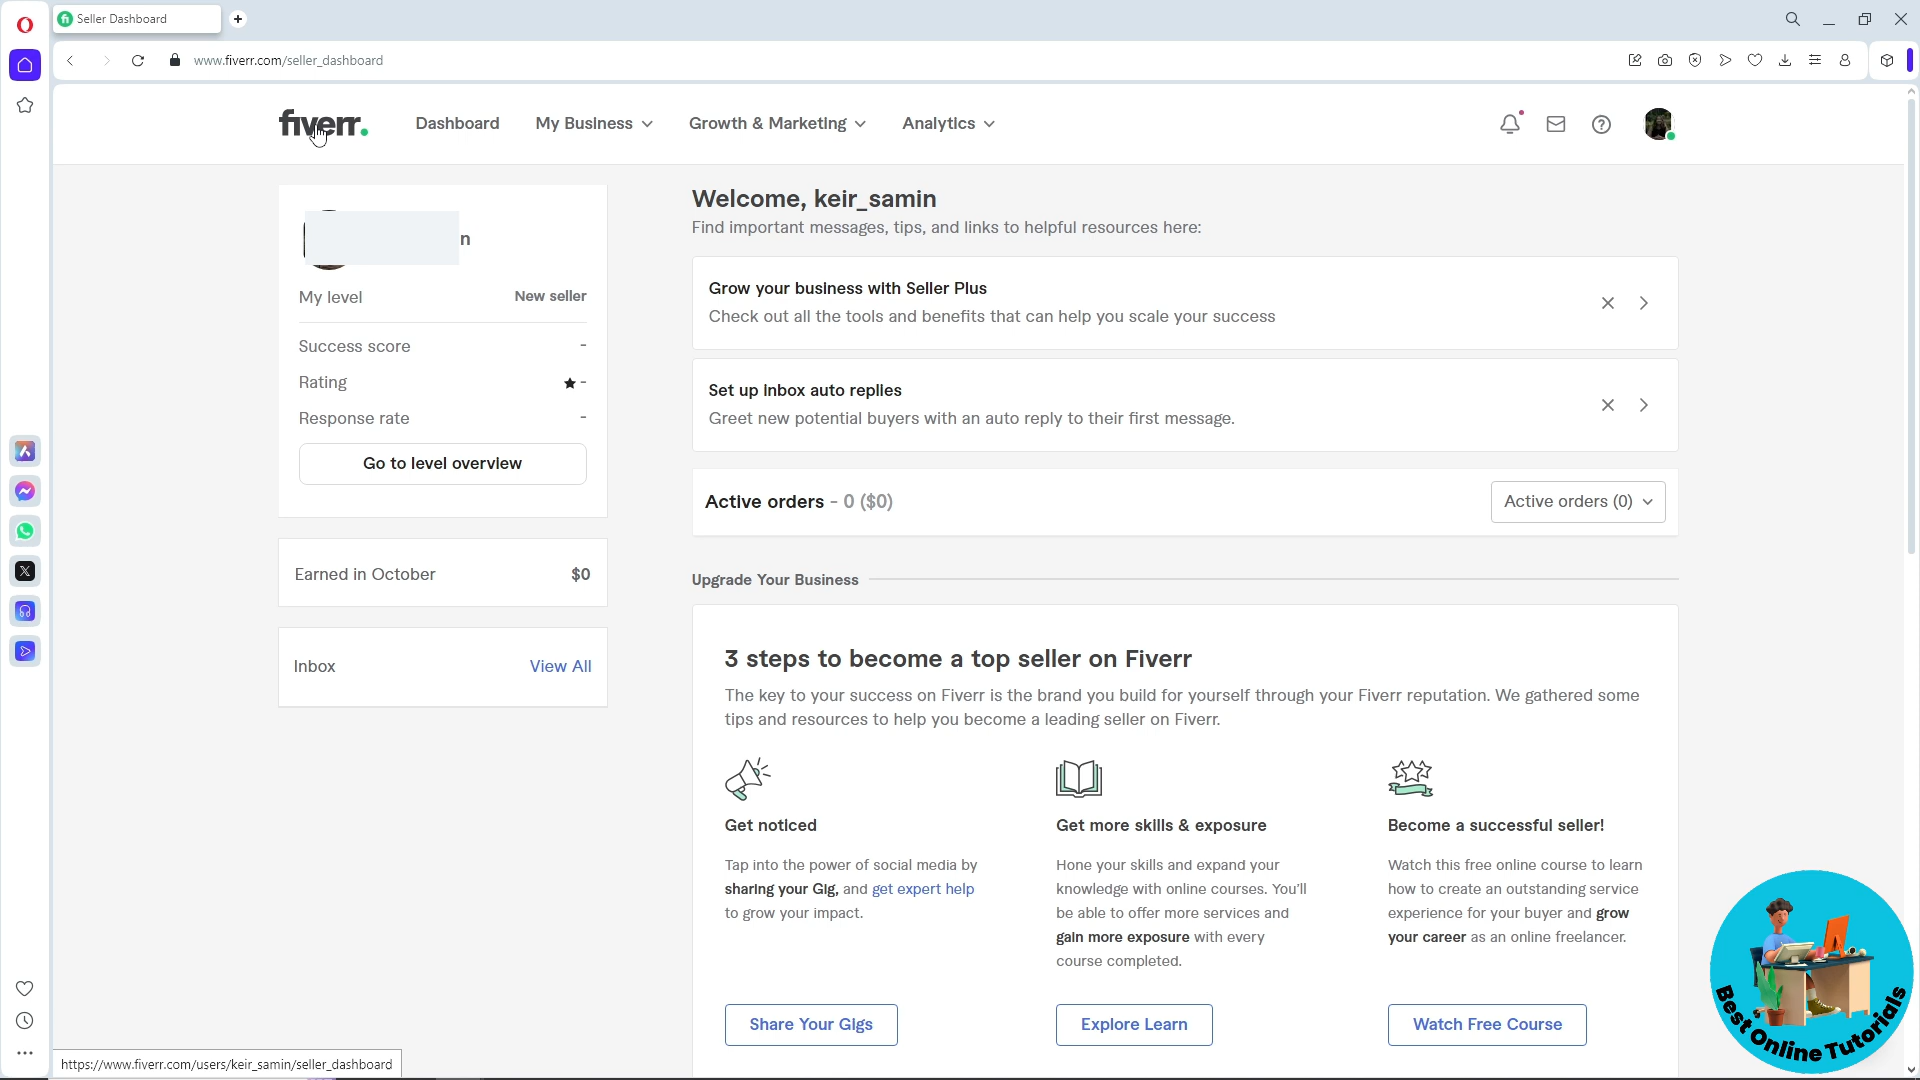 Seller Dashboard
www.fiverr.com/seller_dashboard
fiverr.
Dashboard
My Business
Growth & Marketing
Analytics
n
My level
New seller
Success score
-
Rating
★ -
Response rate
-
Go to level overview
Earned in October
$0
Inbox
View All
Welcome, keir_samin
Find important messages, tips, and links to helpful resources here:
Grow your business with Seller Plus
Check out all the tools and benefits that can help you scale your success
Set up inbox auto replies
Greet new potential buyers with an auto reply to their first message.
Active orders - 0 ($0)
Active orders (0)
Upgrade Your Business
3 steps to become a top seller on Fiverr
The key to your success on Fiverr is the brand you build for yourself through your Fiverr reputation. We gathered some
tips and resources to help you become a leading seller on Fiverr.
Get noticed
Tap into the power of social media by
sharing your Gig, and get expert help
to grow your impact.
Share Your Gigs
Get more skills & exposure
Hone your skills and expand your
knowledge with online courses. You'll
be able to offer more services and
gain more exposure with every
course completed.
Explore Learn
Become a successful seller!
Watch this free online course to learn
how to create an outstanding service
experience for your buyer and grow
your career as an online freelancer.
Watch Free Course
Best Online Tutorials
https://www.fiverr.com/users/keir_samin/seller_dashboard